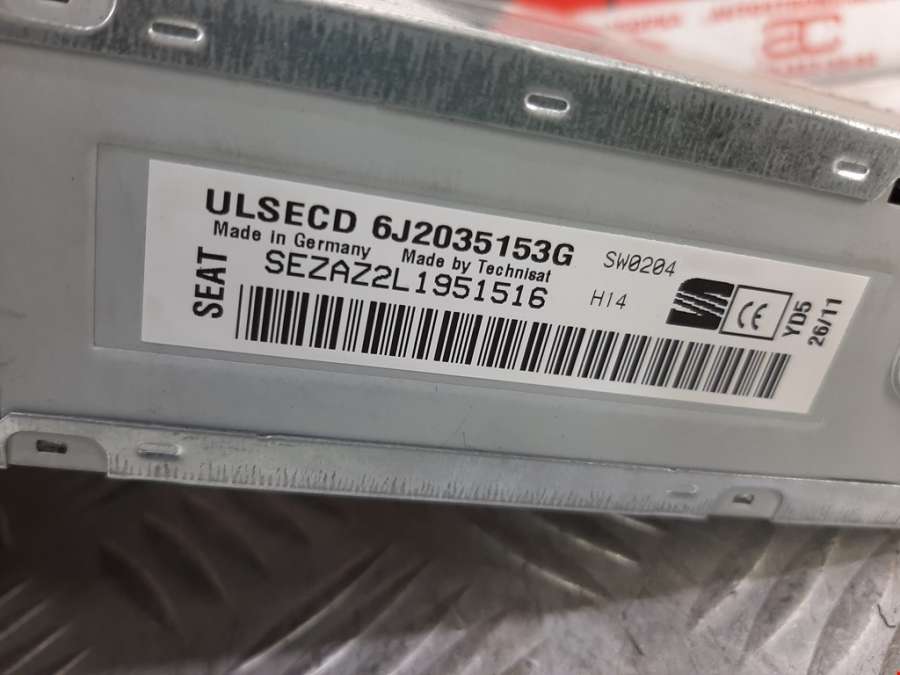 ULSECD 6J2035153G
Made in Germany Made by Technisat
SEAT
SEZAZ2L1951516
SW0204
H14
CE
YD5
26/11